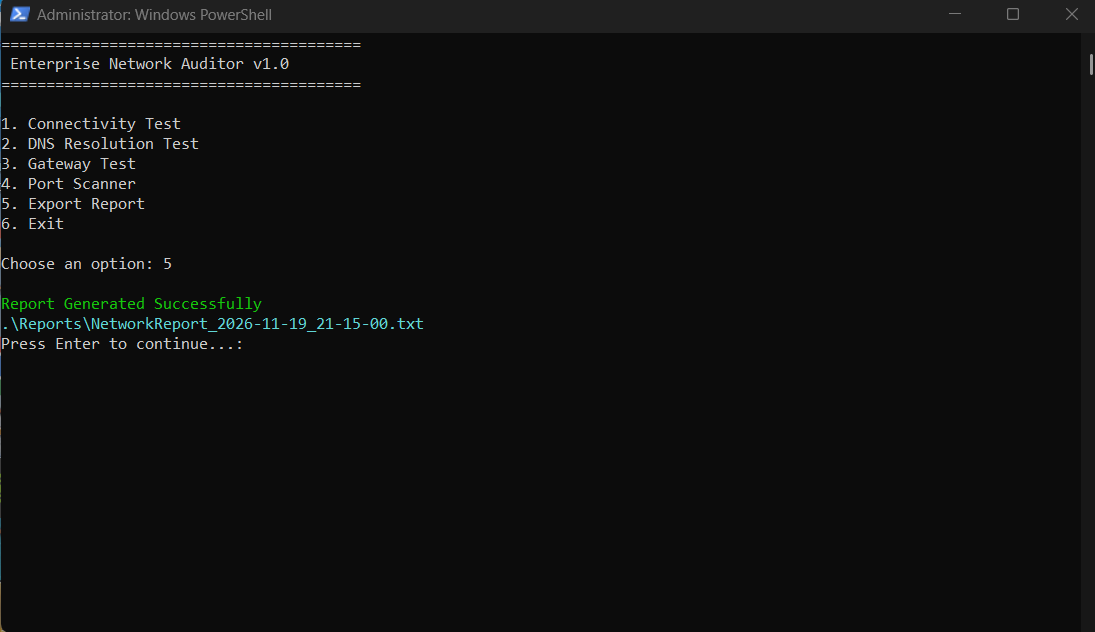 Administrator: Windows PowerShell
========================================
Enterprise Network Auditor v1.0
========================================
1. Connectivity Test
2. DNS Resolution Test
3. Gateway Test
4. Port Scanner
5. Export Report
6. Exit
Choose an option: 5
Report Generated Successfully
.\Reports\NetworkReport_2026-11-19_21-15-00.txt
Press Enter to continue...: